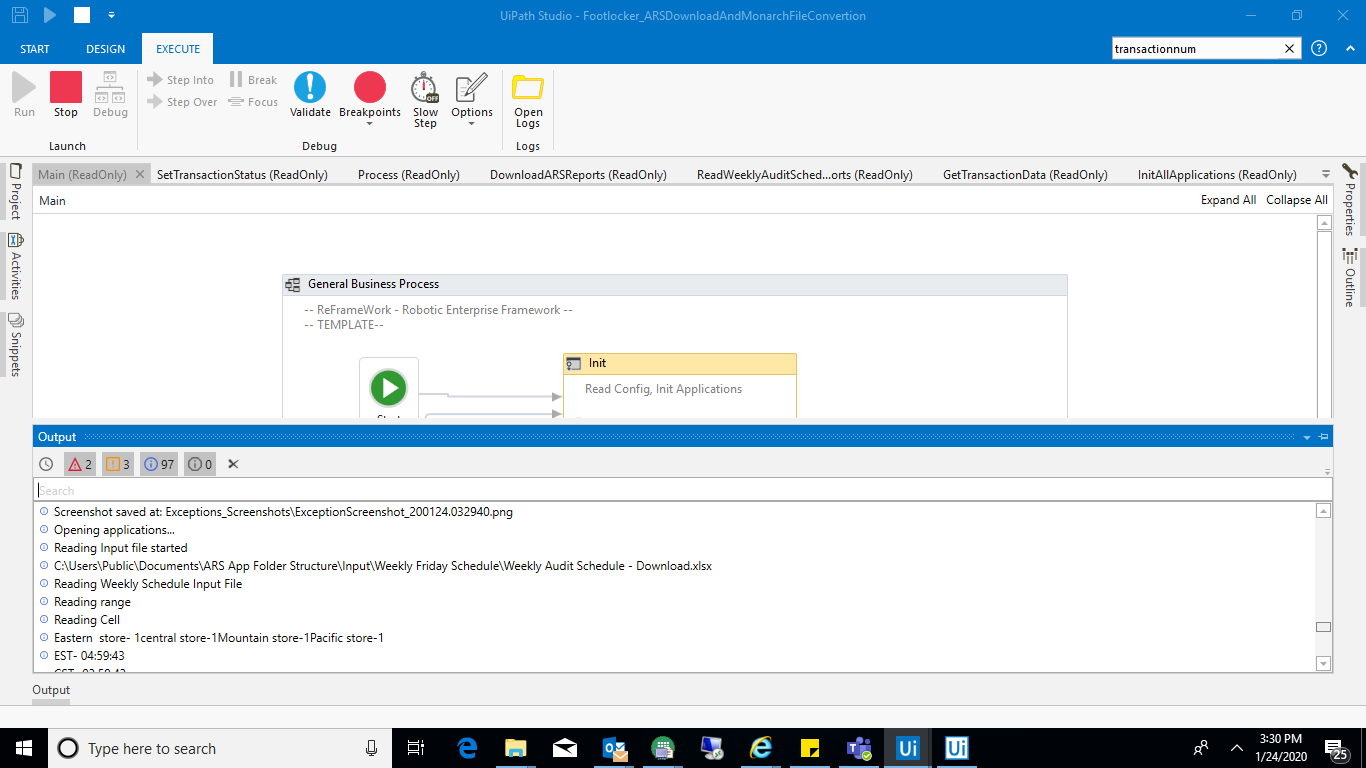 UiPath Studio - Footlocker_ARSDownloadAndMonarchFileConvertion
START DESIGN EXECUTE
transactionnum
Run Stop Debug
Step Into Break
Step Over Focus
Validate Breakpoints Slow Step Options
Open Logs
Launch Debug Logs
Main (ReadOnly) SetTransactionStatus (ReadOnly) Process (ReadOnly) DownloadARSReports (ReadOnly) ReadWeeklyAuditSched...orts (ReadOnly) GetTransactionData (ReadOnly) InitAllApplications (ReadOnly)
Project
Activities
Snippets
Properties
Outline
Main Expand All Collapse All
General Business Process
-- ReFrameWork - Robotic Enterprise Framework --
-- TEMPLATE--
Init
Read Config, Init Applications
Start
Output
2 3 97 0
Search
Screenshot saved at: Exceptions_Screenshots\ExceptionScreenshot_200124.032940.png
Opening applications...
Reading Input file started
C:\Users\Public\Documents\ARS App Folder Structure\Input\Weekly Friday Schedule\Weekly Audit Schedule - Download.xlsx
Reading Weekly Schedule Input File
Reading range
Reading Cell
Eastern  store- 1central store-1Mountain store-1Pacific store-1
EST- 04:59:43
Output
Type here to search
Ui
Ui
3:30 PM
1/24/2020
25